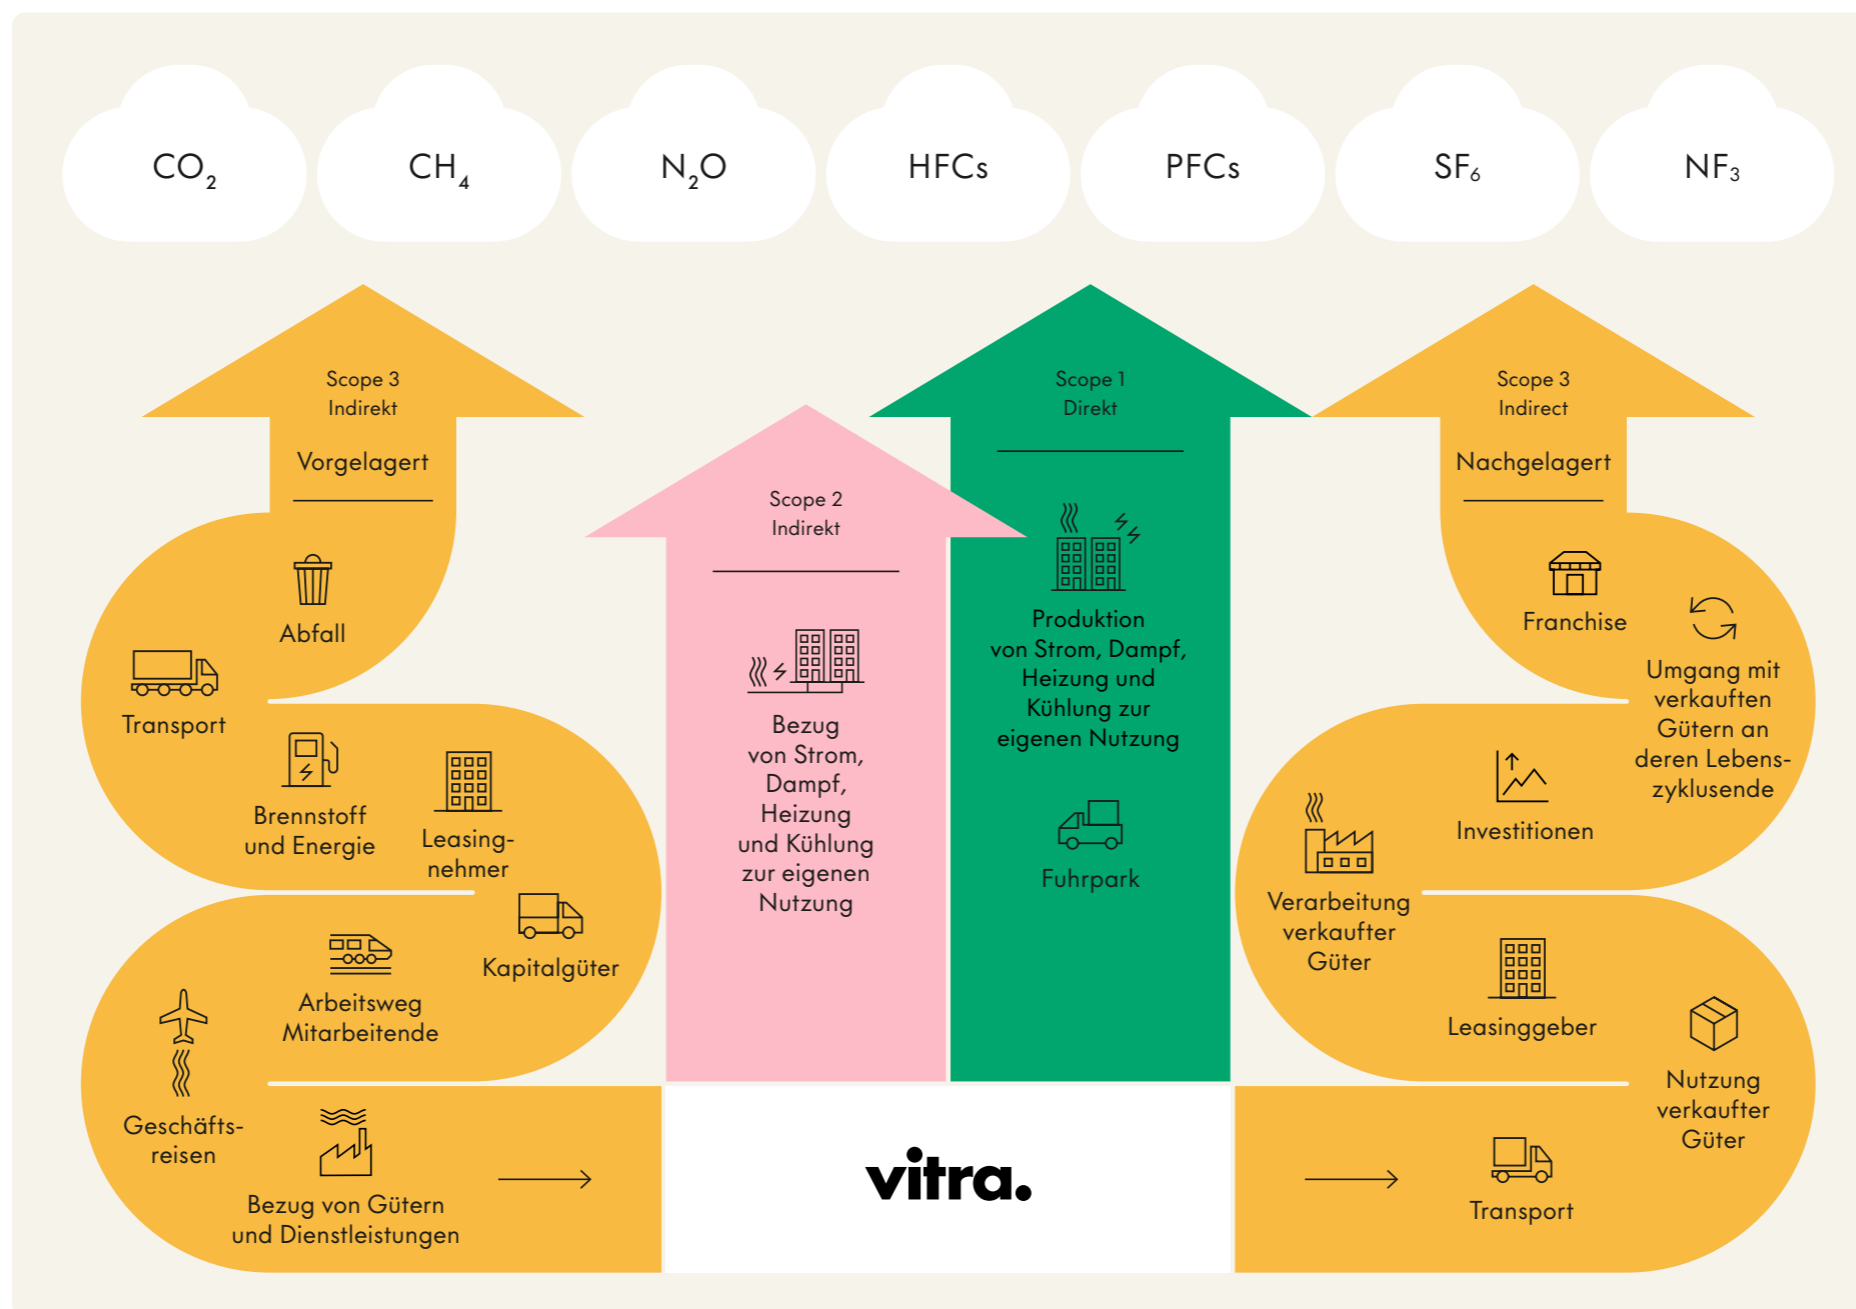 CO₂
CH₄
N₂O
HFCs
PFCs
SF₆
NF₃
Scope 3
Indirekt
Vorgelagert
Abfall
Transport
Brennstoff
und Energie
Leasing-
nehmer
Kapitalgüter
Arbeitsweg
Mitarbeitende
Geschäfts-
reisen
Bezug von Gütern
und Dienstleistungen
Scope 2
Indirekt
Bezug
von Strom,
Dampf,
Heizung
und Kühlung
zur eigenen
Nutzung
Scope 1
Direkt
Produktion
von Strom, Dampf,
Heizung und
Kühlung zur
eigenen Nutzung
Fuhrpark
vitra.
Scope 3
Indirect
Nachgelagert
Franchise
Umgang mit
verkauften
Gütern an
deren Lebens-
zyklusende
Investitionen
Verarbeitung
verkaufter
Güter
Leasinggeber
Nutzung
verkaufter
Güter
Transport